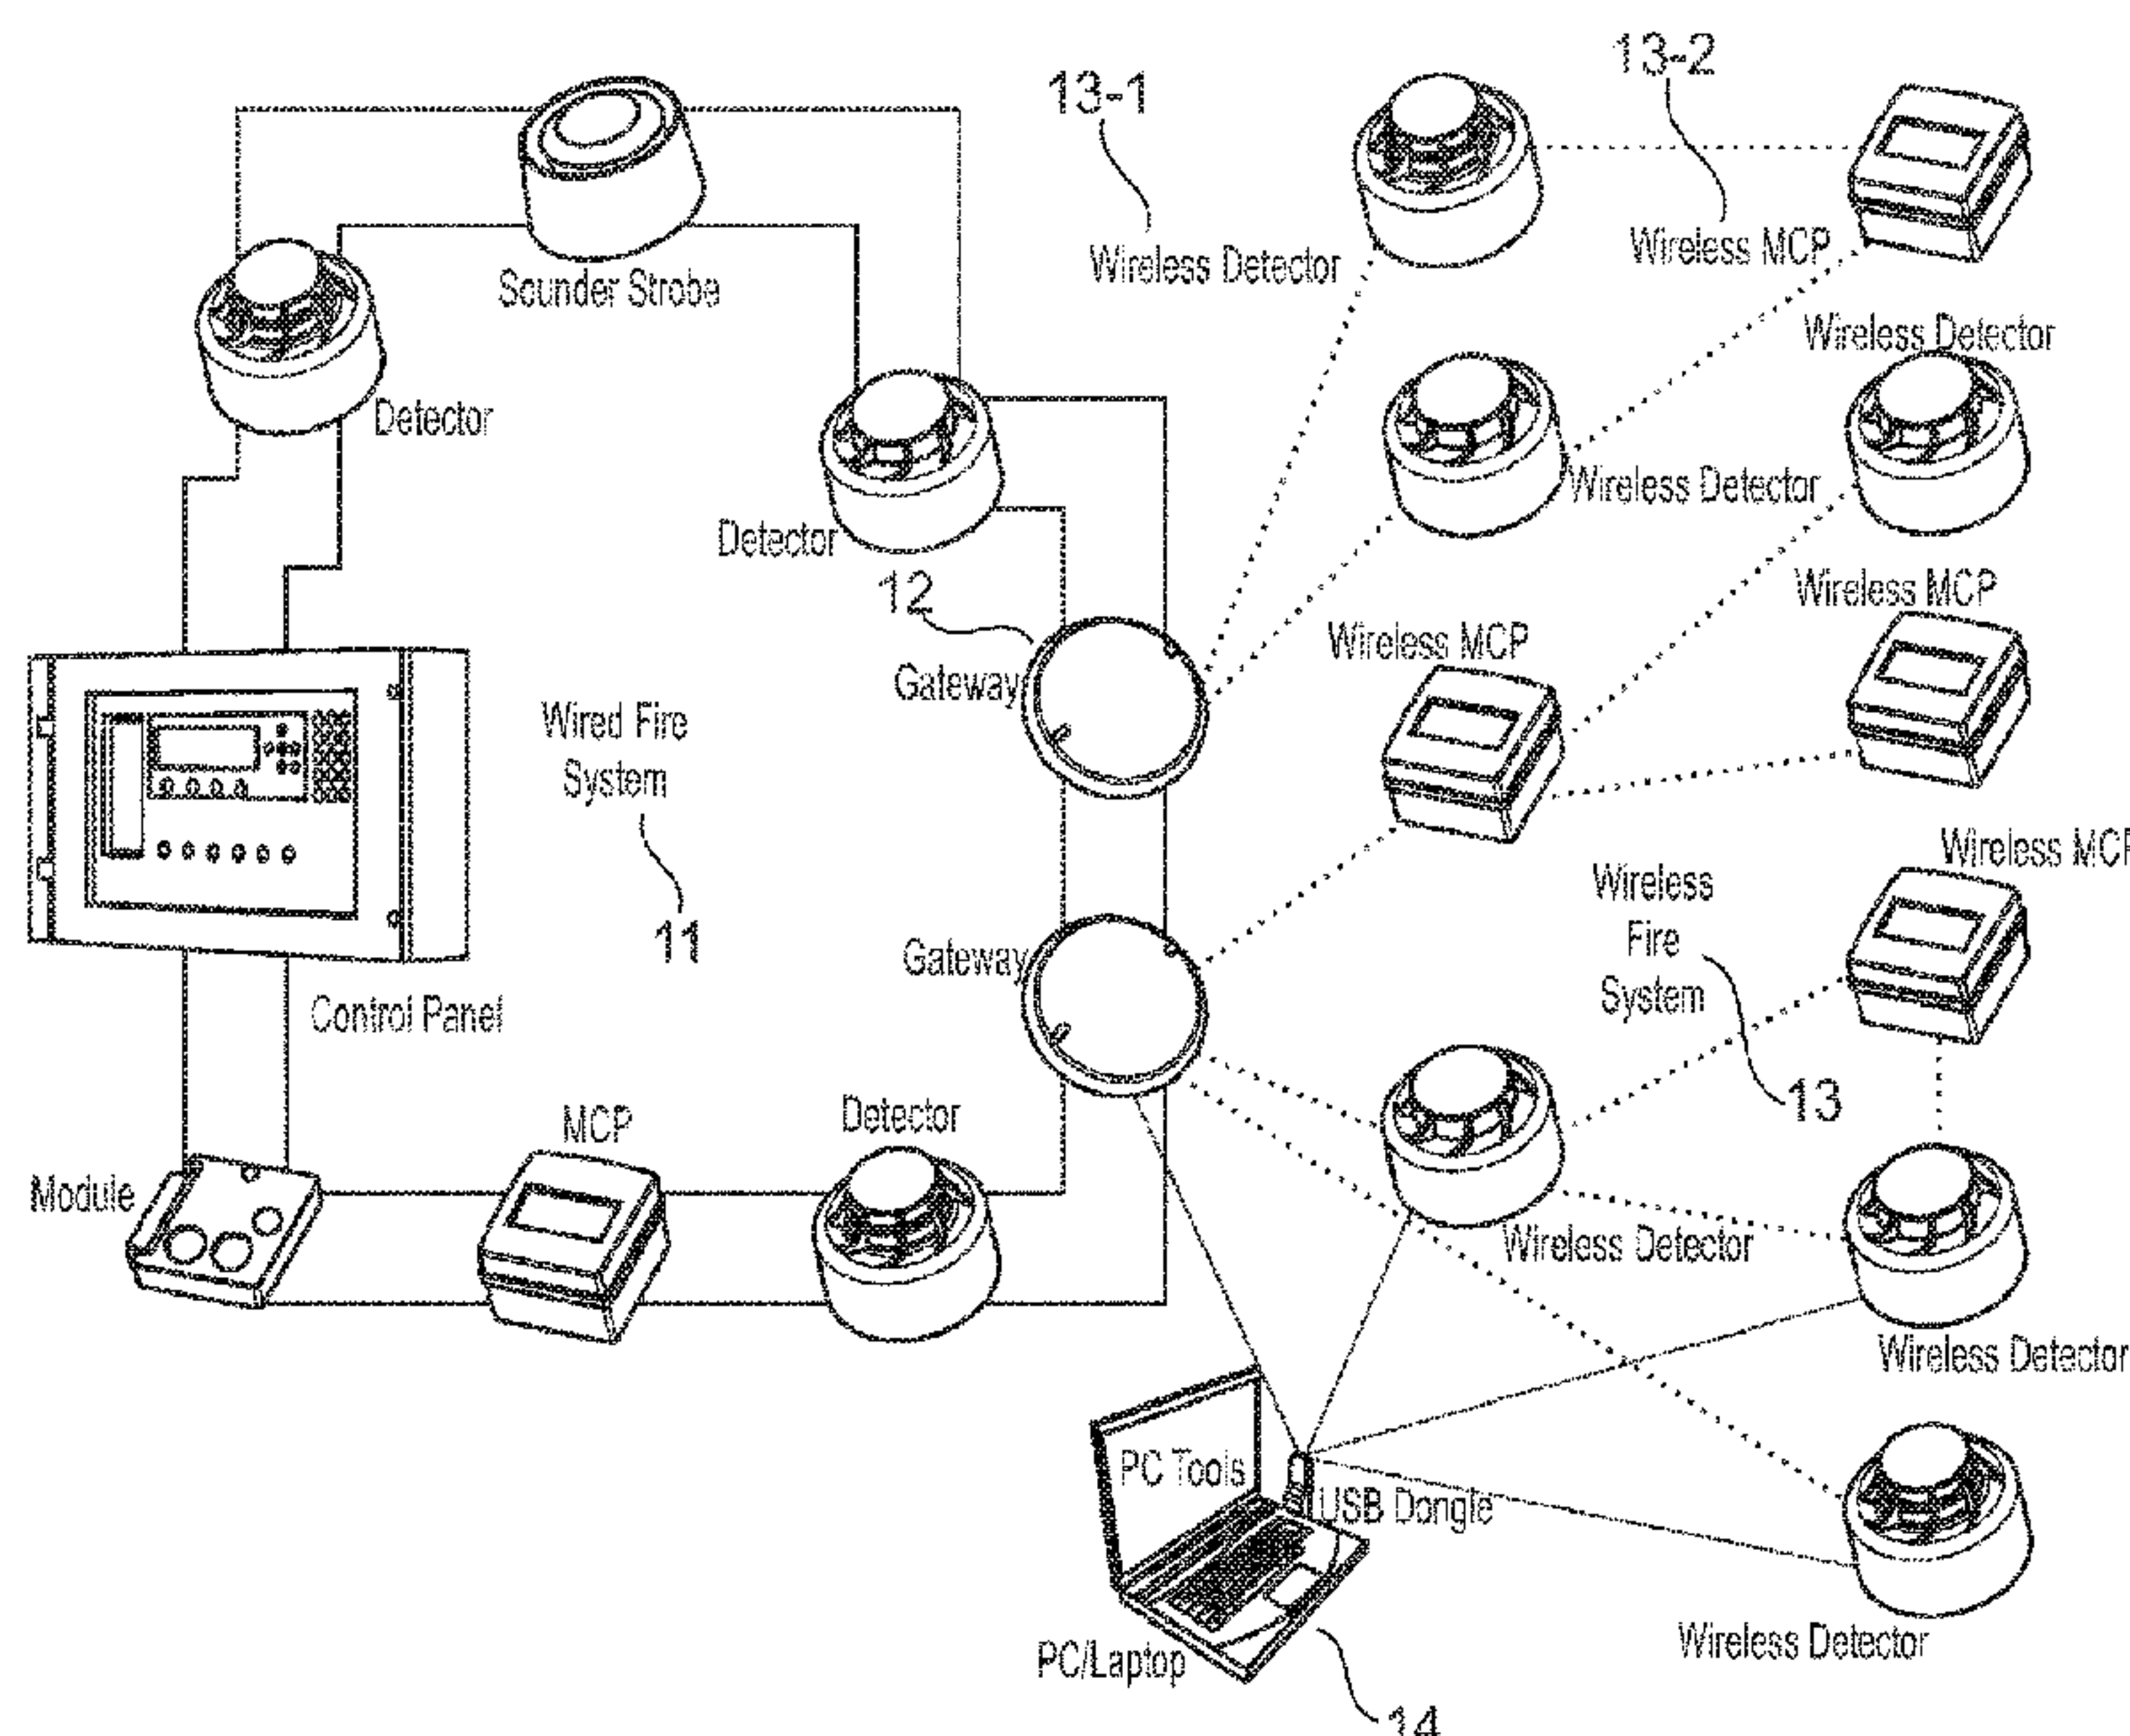 13-1
13-2
Wireless Detector
Wireless MCP
Sounder Strobe
Wireless Detector
Detector
Wireless Detector
Detector
12
Wireless MCP
Wireless MCP
Gateway
Wired Fire
System
11
Wireless MCP
Wireless
Fire
System
13
Gateway
Control Panel
MCP
Detector
Module
Wireless Detector
Wireless Detector
PC Tools
USB Dongle
Wireless Detector
PC/Laptop
14